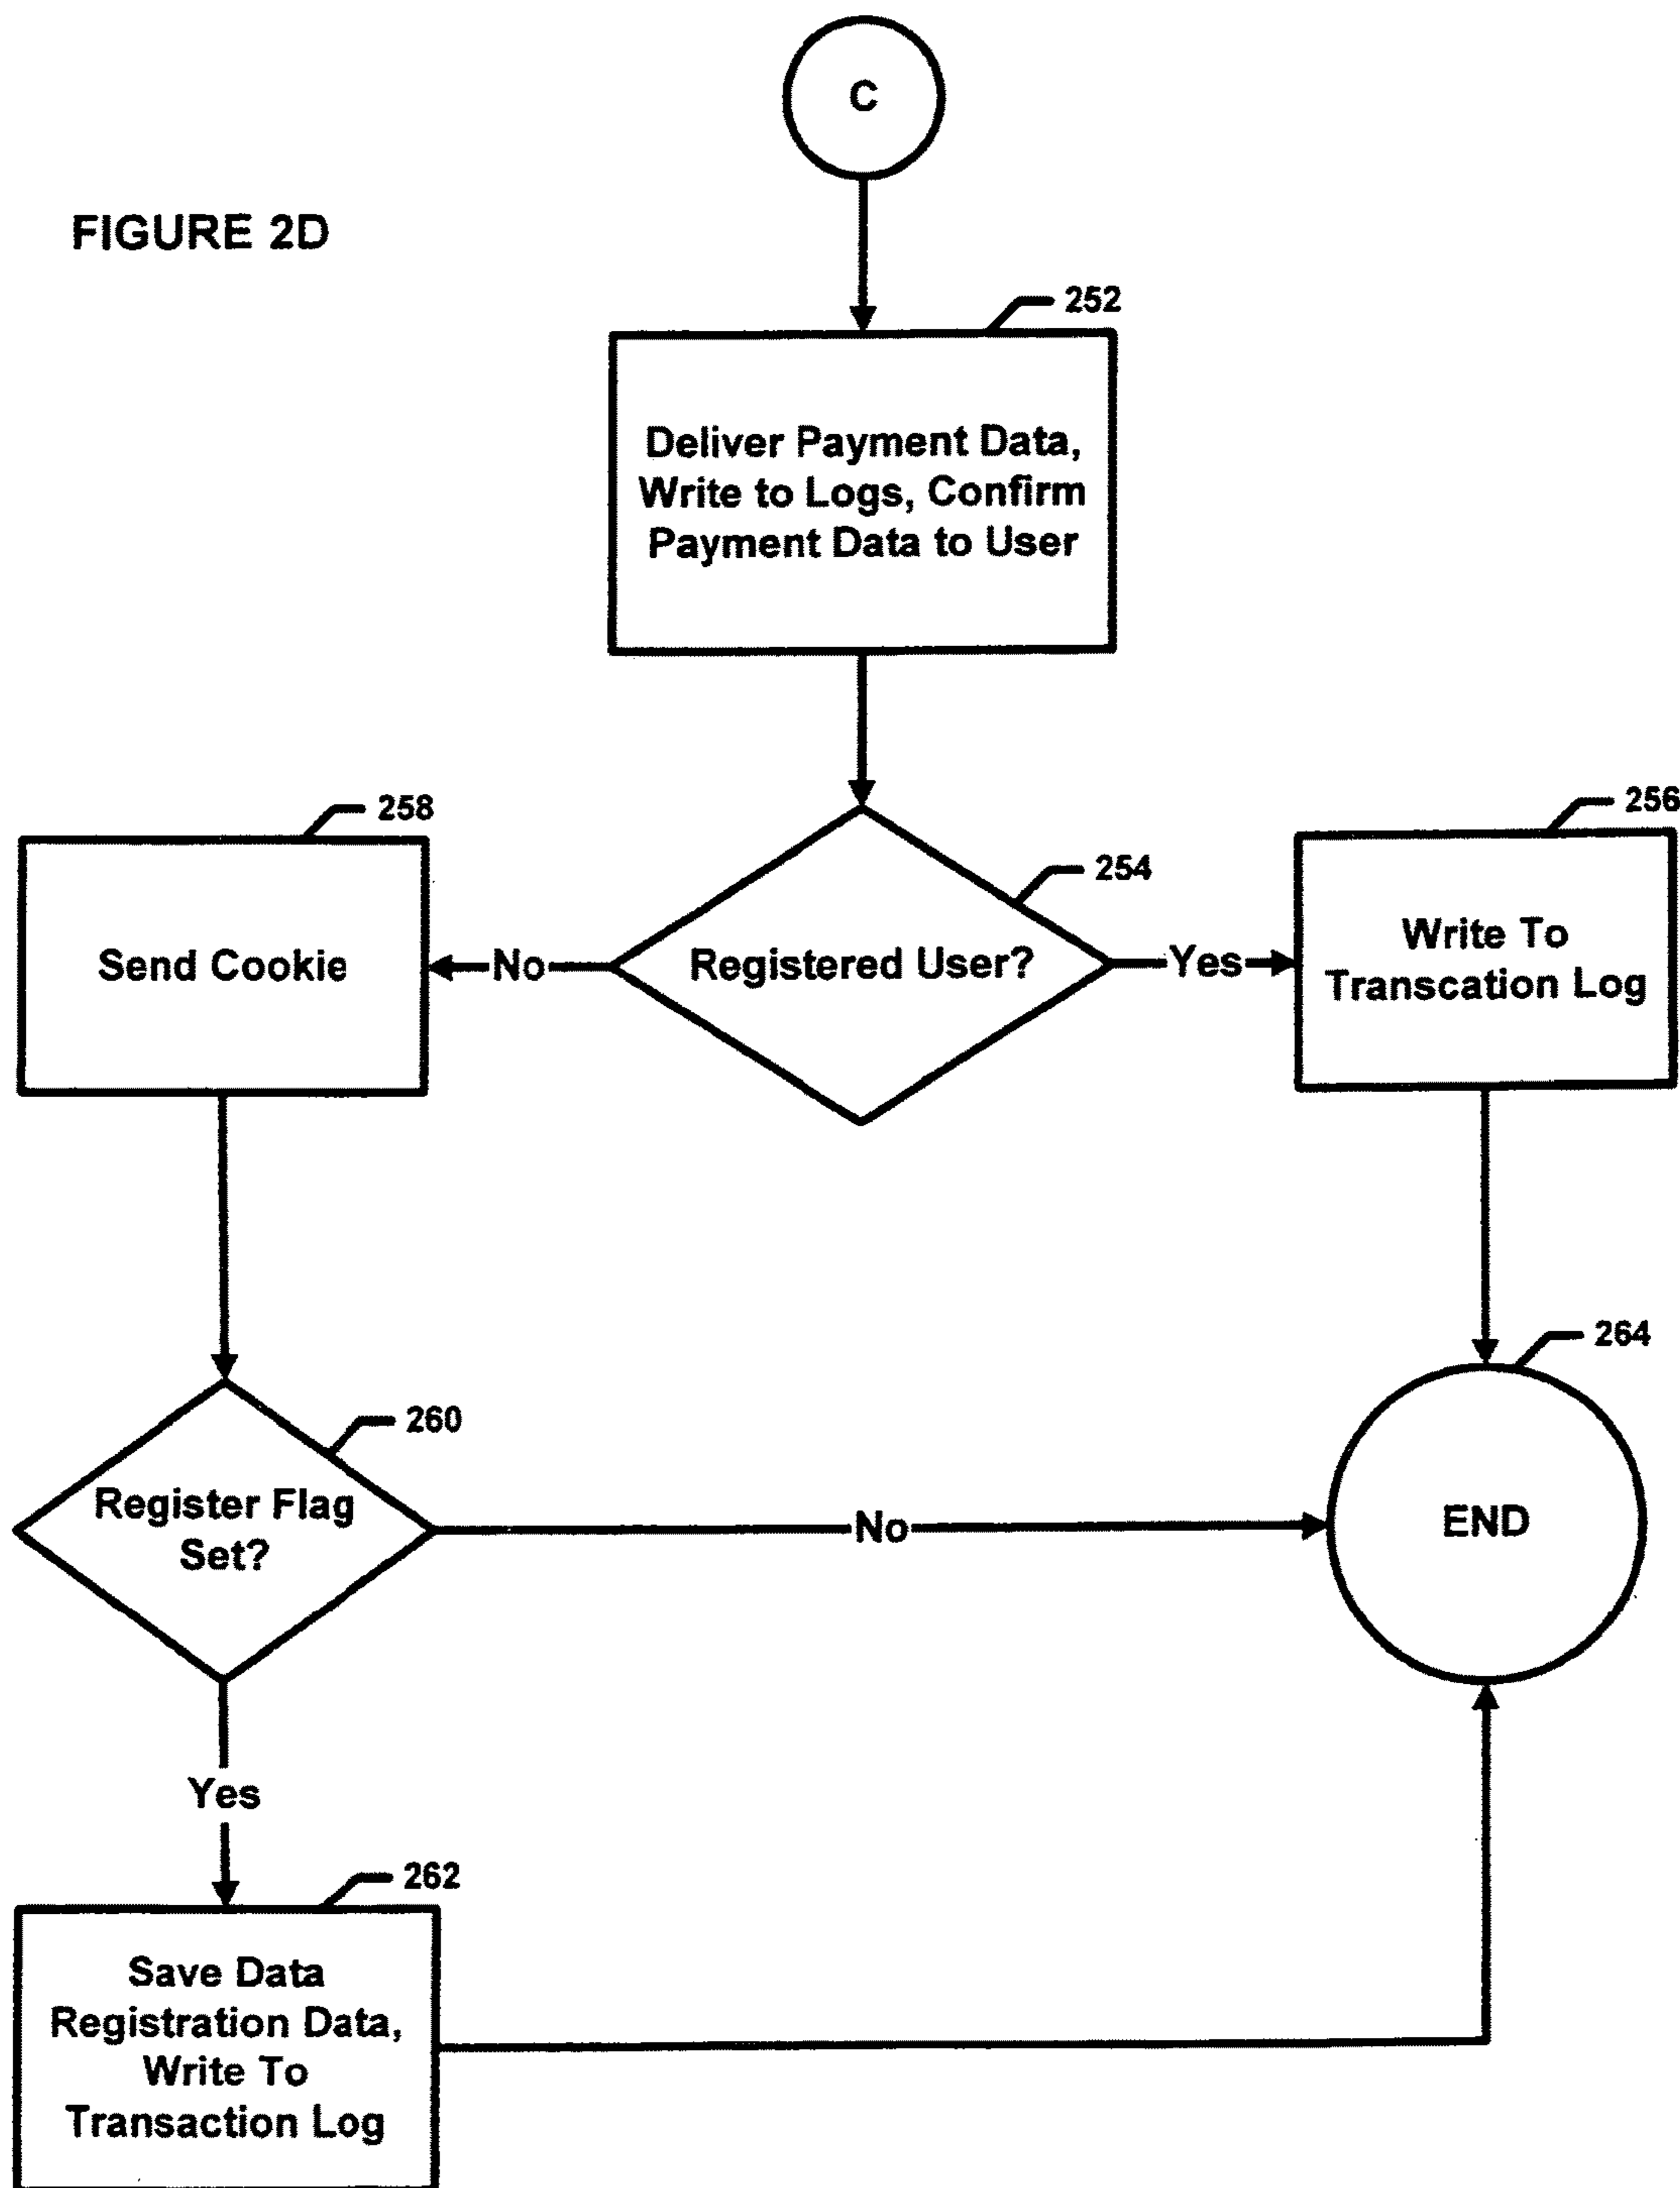 C
FIGURE 2D
252
Deliver Payment Data,
Write to Logs, Confirm
Payment Data to User
258
256
254
Send Cookie
No
Registered User?
Yes
Write To
Transcation Log
264
260
Register Flag
Set?
No
END
Yes
262
Save Data
Registration Data,
Write To
Transaction Log